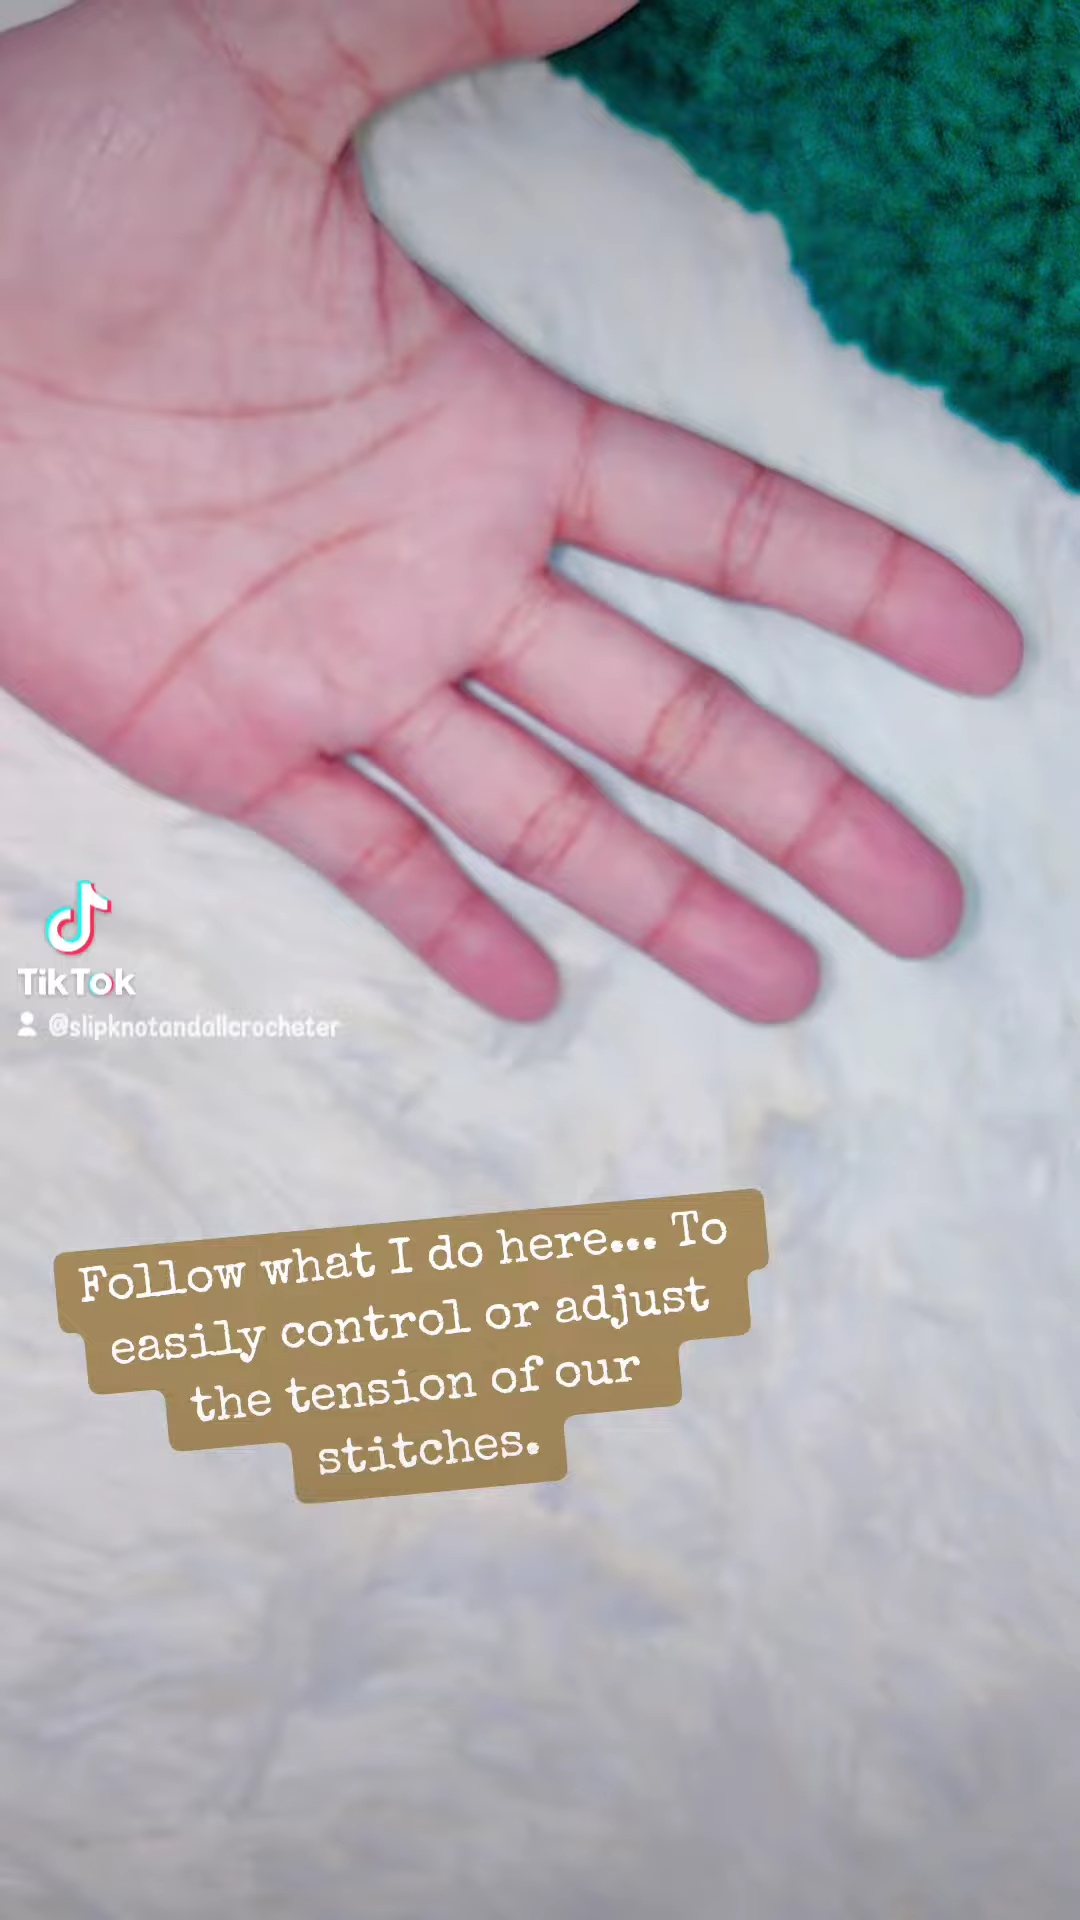 TikTok
@slipknotandallcrocheter
Follow what I do here... To
easily control or adjust
the tension of our
stitches.